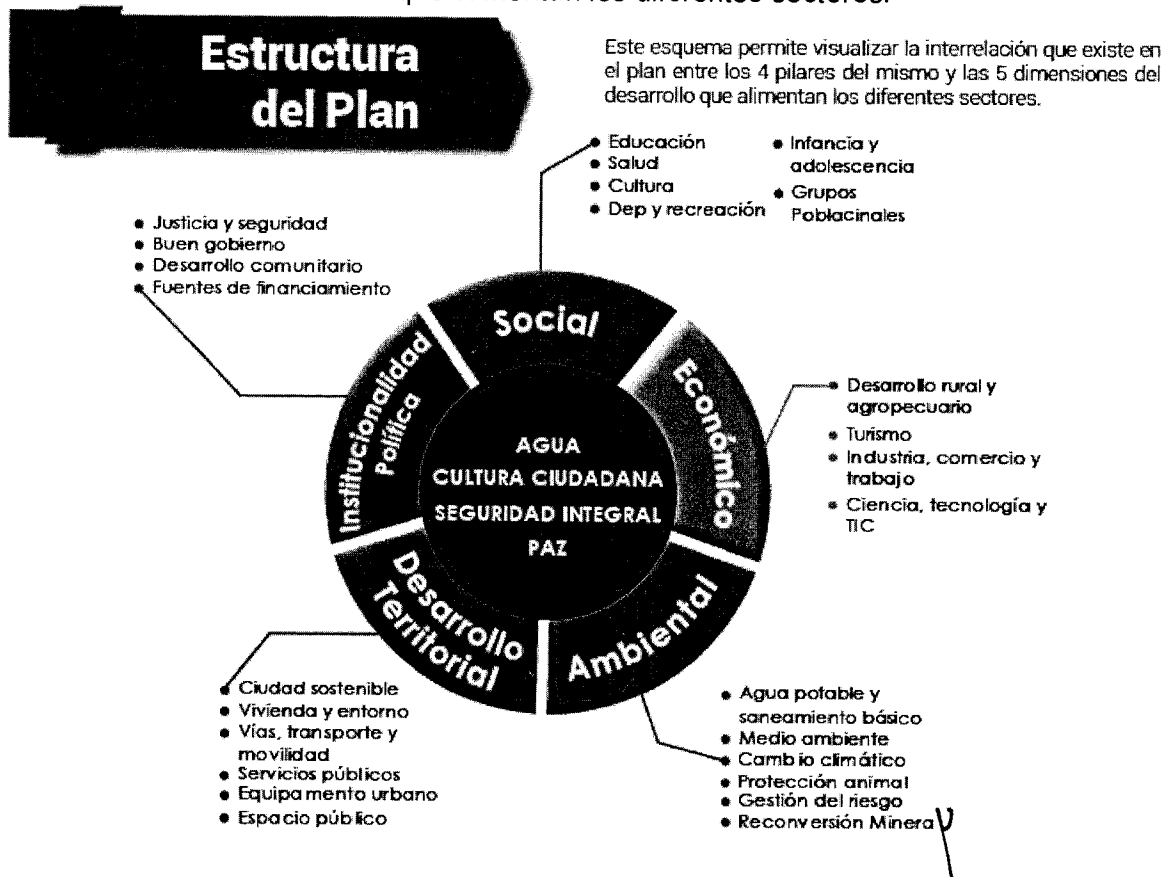 los diferentes sectores.
Estructura
del Plan
Este esquema permite visualizar la interrelación que existe en
el plan entre los 4 pilares del mismo y las 5 dimensiones del
desarrollo que alimentan los diferentes sectores.
• Educación
• Salud
• Cultura
• Dep y recreación
• Infancia y
adolescencia
• Grupos
Poblacinales
• Justicia y seguridad
• Buen gobierno
• Desarrollo comunitario
• Fuentes de financiamiento
Social
Económico
Ambiental
Desarrollo
Territorial
Institucionalidad
Política
AGUA
CULTURA CIUDADANA
SEGURIDAD INTEGRAL
PAZ
• Desarrollo rural y
agropecuario
• Turismo
• Industria, comercio y
trabajo
• Ciencia, tecnología y
TIC
• Ciudad sostenible
• Vivienda y entorno
• Vías, transporte y
movilidad
• Servicios públicos
• Equipamento urbano
• Espacio público
• Agua potable y
saneamiento básico
• Medio ambiente
• Cambio climático
• Protección animal
• Gestión del riesgo
• Reconversión Minera